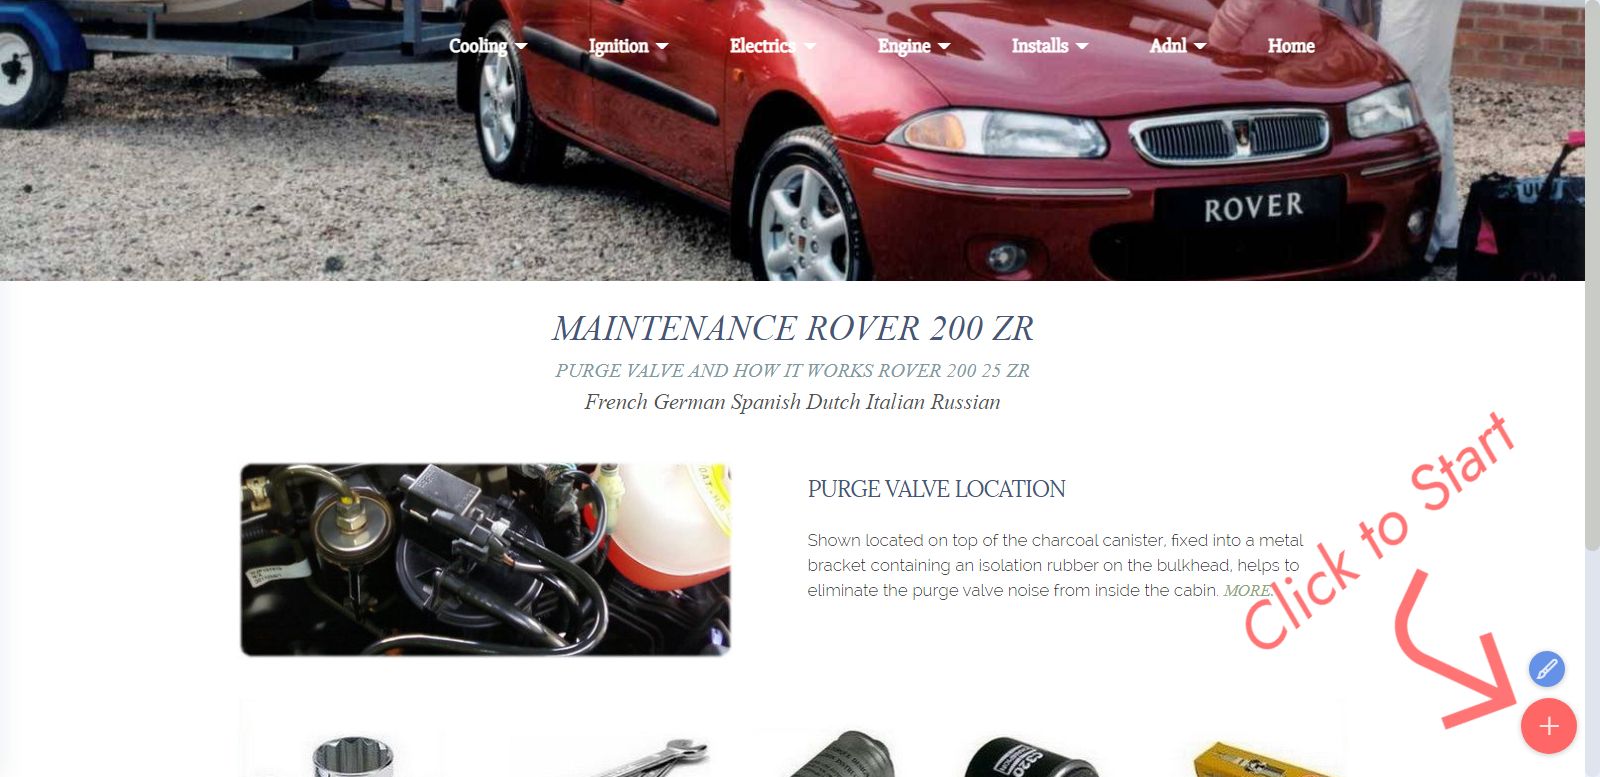 Cooling Ignition Electrics Engine Installs Adnl Home
ROVER
MAINTENANCE ROVER 200 ZR
PURGE VALVE AND HOW IT WORKS ROVER 200 25 ZR
French German Spanish Dutch Italian Russian
PURGE VALVE LOCATION
Shown located on top of the charcoal canister, fixed into a metal
bracket containing an isolation rubber on the bulkhead, helps to
eliminate the purge valve noise from inside the cabin. MORE.
Click to Start